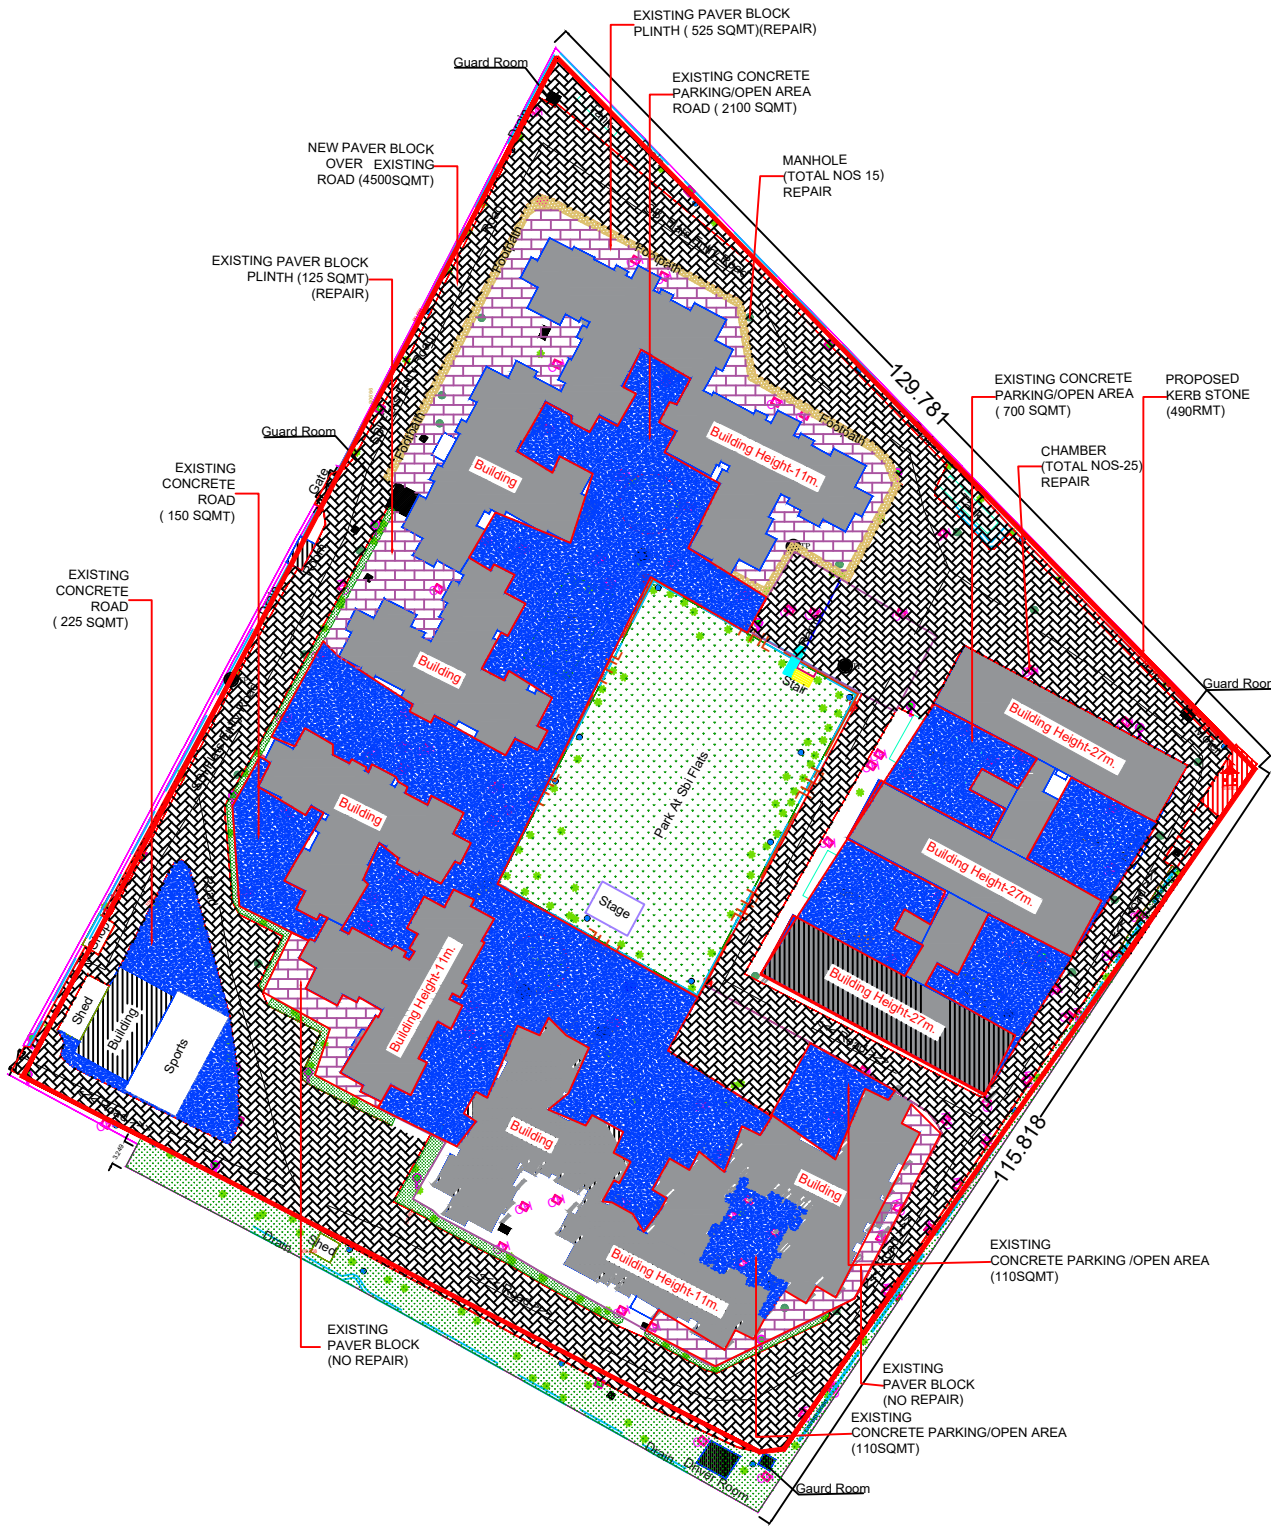 EXISTING PAVER BLOCK
PLINTH ( 525 SQMT)(REPAIR)
Guard Room
EXISTING CONCRETE
PARKING/OPEN AREA
ROAD ( 2100 SQMT)
Drain
NEW PAVER BLOCK
OVER EXISTING
ROAD (4500SQMT)
MANHOLE
(TOTAL NOS 15)
REPAIR
Footpath
Footpath
EXISTING PAVER BLOCK
PLINTH (125 SQMT)
(REPAIR)
129.781
EXISTING CONCRETE
PARKING/OPEN AREA
( 700 SQMT)
PROPOSED
KERB STONE
(490RMT)
Footpath
Footpath
Guard Room
Building Height-11m.
Building
CHAMBER
(TOTAL NOS-25)
REPAIR
EXISTING
CONCRETE
ROAD
( 150 SQMT)
Gate
EXISTING
CONCRETE
ROAD
( 225 SQMT)
Building
Stair
Guard Room
Building Height-27m.
Park At Sbi Flats
Building
Building Height-27m.
Stage
Building Height-11m.
Building Height-27m.
Shed
Building
Sports
115.818
Building
Building
Shed
Drain
Building Height-11m.
EXISTING
CONCRETE PARKING /OPEN AREA
(110SQMT)
EXISTING
PAVER BLOCK
(NO REPAIR)
EXISTING
PAVER BLOCK
(NO REPAIR)
EXISTING
CONCRETE PARKING/OPEN AREA
(110SQMT)
Drain
Driver Room
Gaurd Room